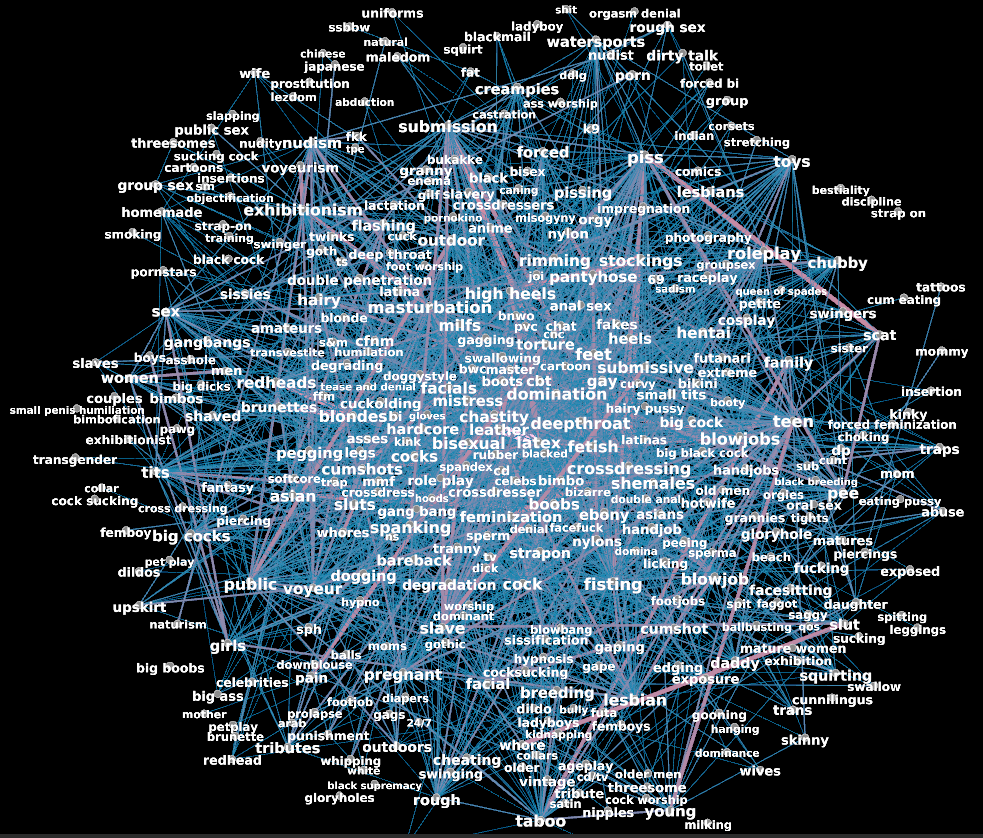 shit
uniforms
orgasm denial
ssbbw
ladyboy
rough sex
natural
blackmail
watersports
squirt
nudist
dirty talk
chinese
maledom
japanese
toilet
wife
fat
ddlg
porn
prostitution
forced bi
creampies
lezdom
abduction
ass worship
group
slapping
castration
public sex
submission
k9
corsets
threesomes
nudity
nudism
fkk
indian
stretching
tpe
forced
sucking cock
bukakke
piss
toys
cartoons
voyeurism
granny
bisex
comics
insertions
enema
black
group sex
sm
gilf
slavery
caning
pissing
lesbians
bestiality
objectification
lactation
crossdressers
impregnation
discipline
homemade
exhibitionism
pornokino
misogyny
orgy
strap on
strap-on
flashing
anime
smoking
training
twinks
cuck
outdoor
nylon
photography
swinger
goth
deep throat
roleplay
black cock
ts
foot worship
rimming
stockings
groupsex
chubby
pornstars
double penetration
joi
pantyhose
69
raceplay
sissies
latina
high heels
sadism
queen of spades
tattoos
hairy
masturbation
anal sex
petite
cum eating
sex
blonde
bnwo
cosplay
swingers
amateurs
milfs
pvc
chat
fakes
hentai
scat
gangbangs
s&m
cfnm
gagging
cnc
heels
sister
transvestite
humilation
torture
feet
futanari
mommy
slaves
boys
asshole
degrading
swallowing
cartoon
submissive
extreme
family
women
men
doggystyle
bwc
master
redheads
tease and denial
facials
boots
cbt
gay
curvy
bikini
big dicks
insertion
couples
bimbos
ffm
cuckolding
mistress
domination
small tits
booty
small penis humiliation
shaved
brunettes
blondes
bi
gloves
chastity
hairy pussy
kinky
bimbofication
deepthroat
big cock
teen
forced feminization
pawg
hardcore
leather
exhibitionist
asses
kink
bisexual
latex
fetish
latinas
blowjobs
choking
transgender
pegging
legs
cocks
rubber
blacked
big black cock
dp
traps
tits
softcore
cumshots
spandex
cd
crossdressing
handjobs
sub
cunt
mom
collar
fantasy
trap
mmf
role play
celebs
bimbo
shemales
black breeding
cock sucking
asian
crossdress
crossdresser
bizarre
old men
orgies
pee
cross dressing
sluts
hoods
boobs
double anal
hotwife
oral sex
eating pussy
piercing
gang bang
feminization
ebony
asians
grannies
tights
abuse
femboy
big cocks
whores
spanking
denial
facefuck
handjob
gloryhole
ns
sperm
nylons
peeing
matures
pet play
tranny
tv
strapon
domina
sperma
beach
piercings
dildos
bareback
dick
licking
fucking
exposed
public
voyeur
dogging
degradation
cock
fisting
blowjob
facesitting
upskirt
hypno
worship
footjobs
spit
faggot
daughter
dominant
saggy
spitting
naturism
sph
slave
blowbang
cumshot
ballbusting
qos
slut
leggings
girls
moms
gothic
sissification
gaping
sucking
balls
mature women
big boobs
downblouse
hypnosis
gape
edging
daddy
exhibition
celebrities
pain
pregnant
cocksucking
exposure
squirting
big ass
facial
breeding
lesbian
swallow
footjob
diapers
cunnilingus
mother
prolapse
gags
24/7
dildo
bully
futa
gooning
trans
petplay
arab
ladyboys
femboys
hanging
brunette
punishment
kidnapping
skinny
tributes
outdoors
whore
dominance
redhead
whipping
cheating
collars
white
swinging
older
ageplay
older men
wives
black supremacy
vintage
cd/tv
threesome
gloryholes
rough
tribute
cock worship
satin
nipples
young
taboo
milking